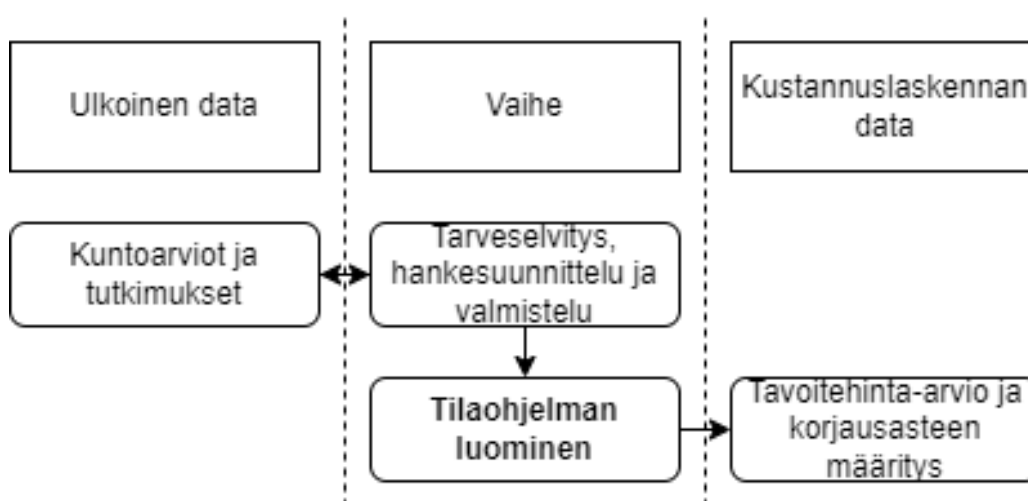 Ulkoinen data
Vaihe
Kustannuslaskennan
data
Kuntoarviot ja
tutkimukset
Tarveselvitys,
hankesuunnittelu ja
valmistelu
Tilaohjelman
luominen
Tavoitehinta-arvio ja
korjausasteen
määritys